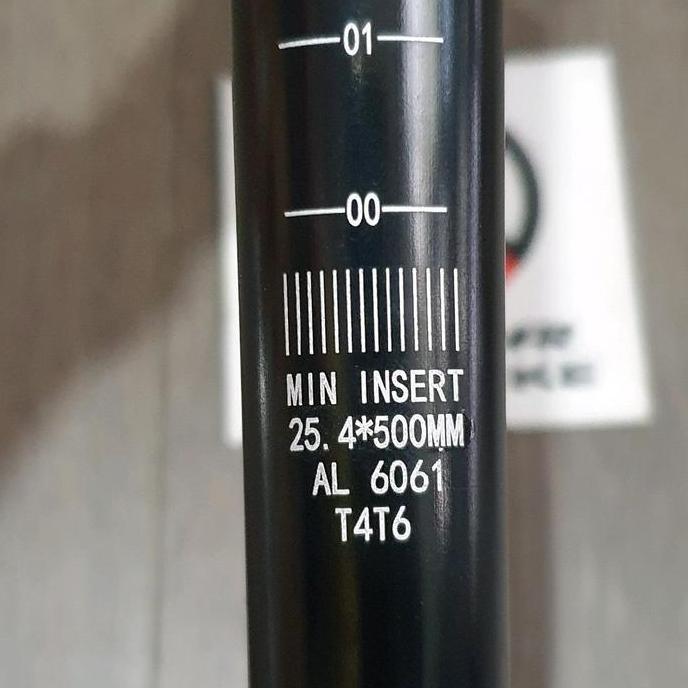 01
00
MIN INSERT
25.4*500MM
AL 6061
T4T6